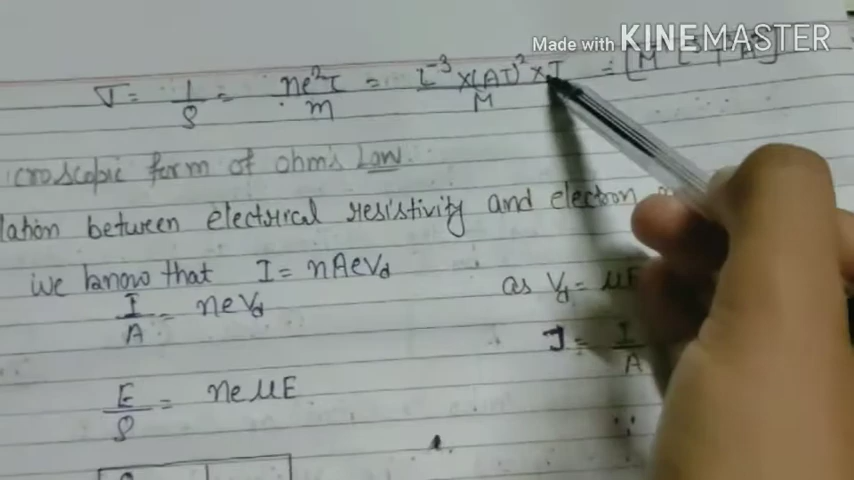 Made with KINEMASTER
σ = 1/ρ = ne²τ/m = L⁻³ ×(AT)² × T/M =
croscopic form of ohm's Law.
lation between electrical resistivity and electron
we know that I = nAeVd
as Vd = μE
I/A = neVd
J = I/A
E/ρ = neμE